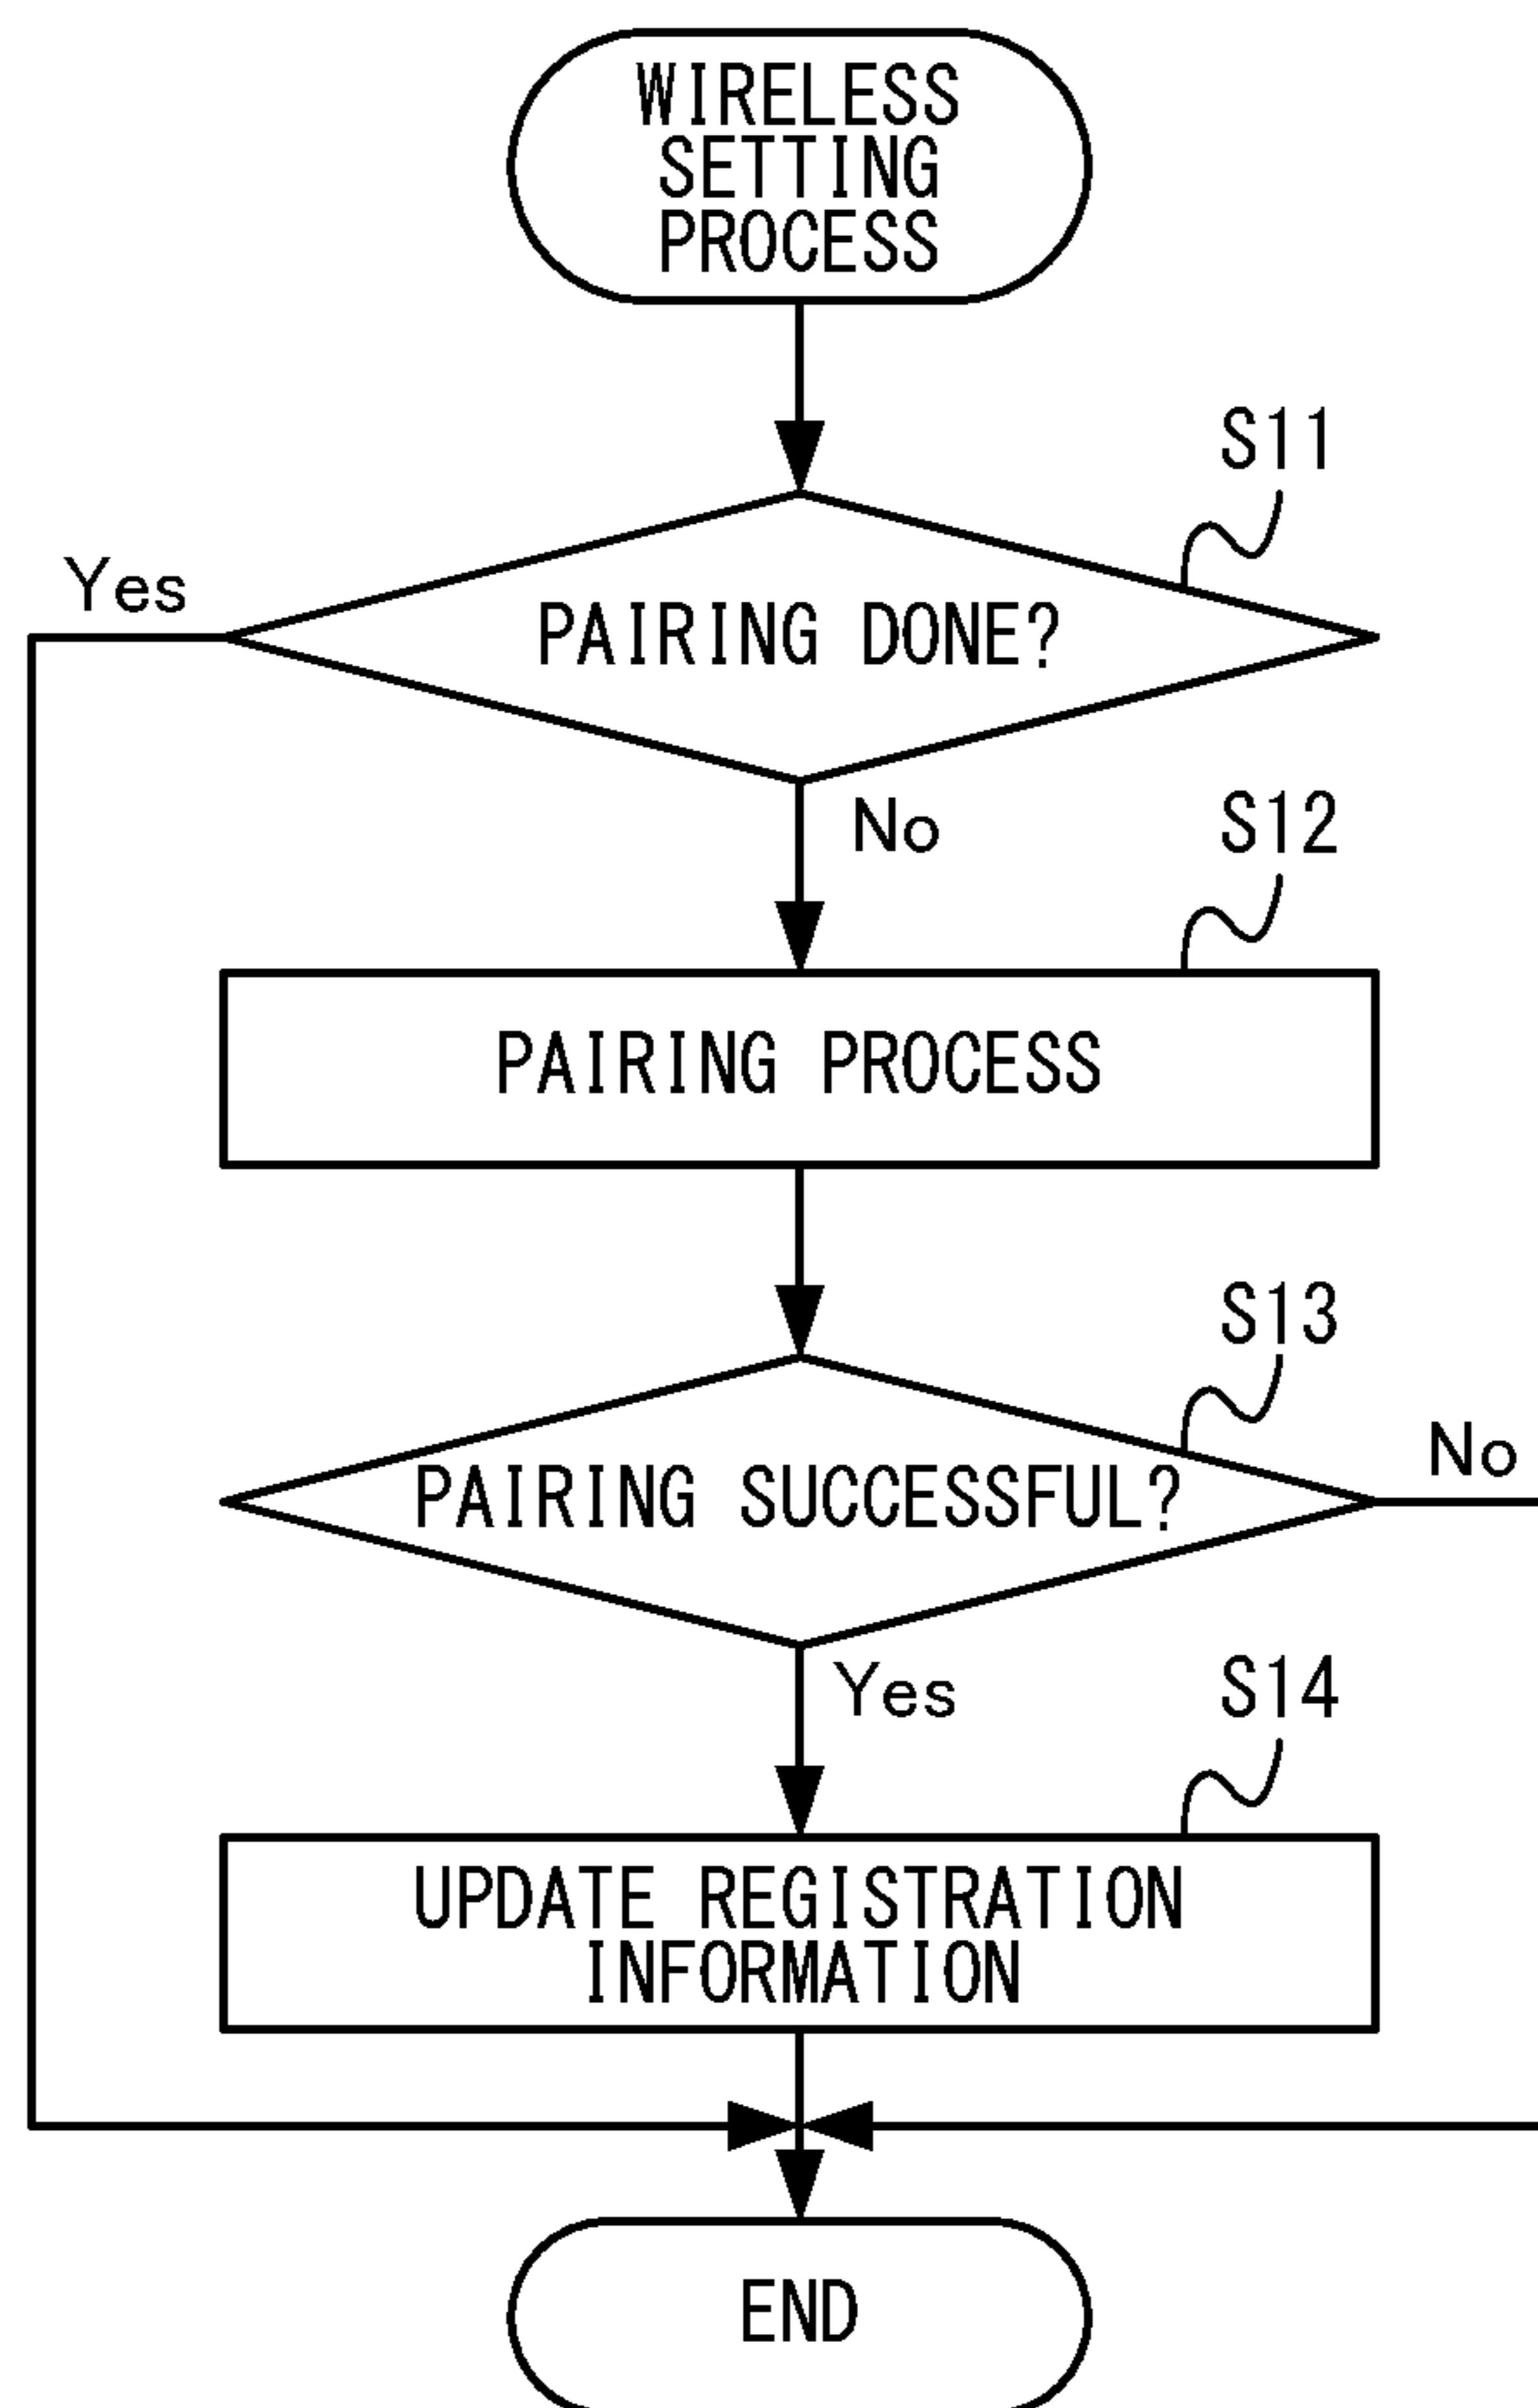 WIRELESS
SETTING
PROCESS
S11
Yes
PAIRING DONE?
No
S12
PAIRING PROCESS
S13
No
PAIRING SUCCESSFUL?
Yes
S14
UPDATE REGISTRATION
INFORMATION
END